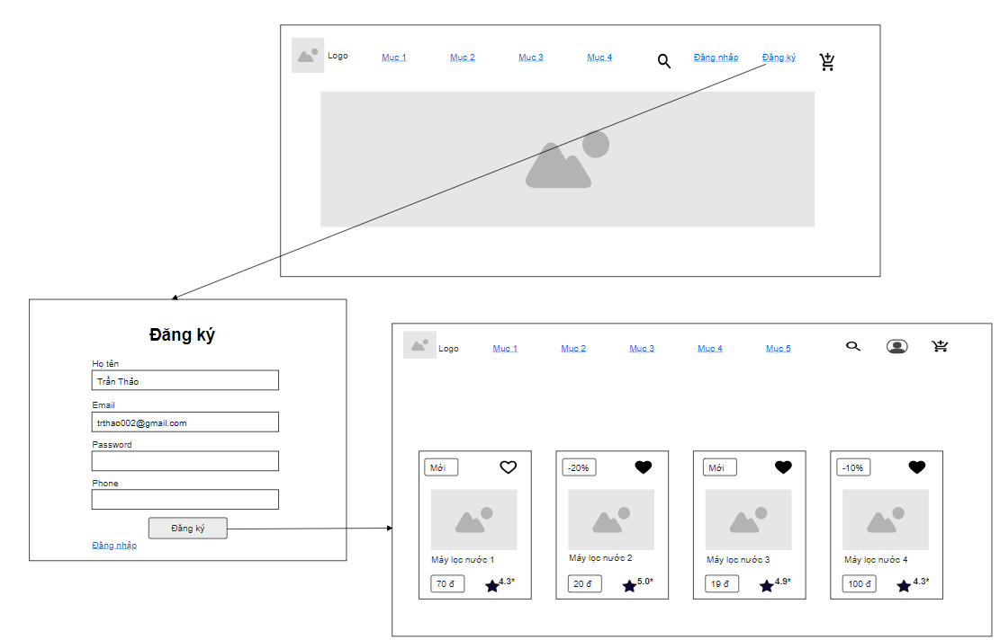 Logo
Mục 1
Mục 2
Mục 3
Mục 4
Đăng nhập
Đăng ký
Đăng ký
Họ tên
Trần Thảo
Email
trthao002@gmail.com
Password
Phone
Đăng ký
Đăng nhập
Logo
Mục 1
Mục 2
Mục 3
Mục 4
Mục 5
Mới
Máy lọc nước 1
70 đ
4.3*
-20%
Máy lọc nước 2
20 đ
5.0*
Mới
Máy lọc nước 3
19 đ
4.9*
-10%
Máy lọc nước 4
100 đ
4.3*